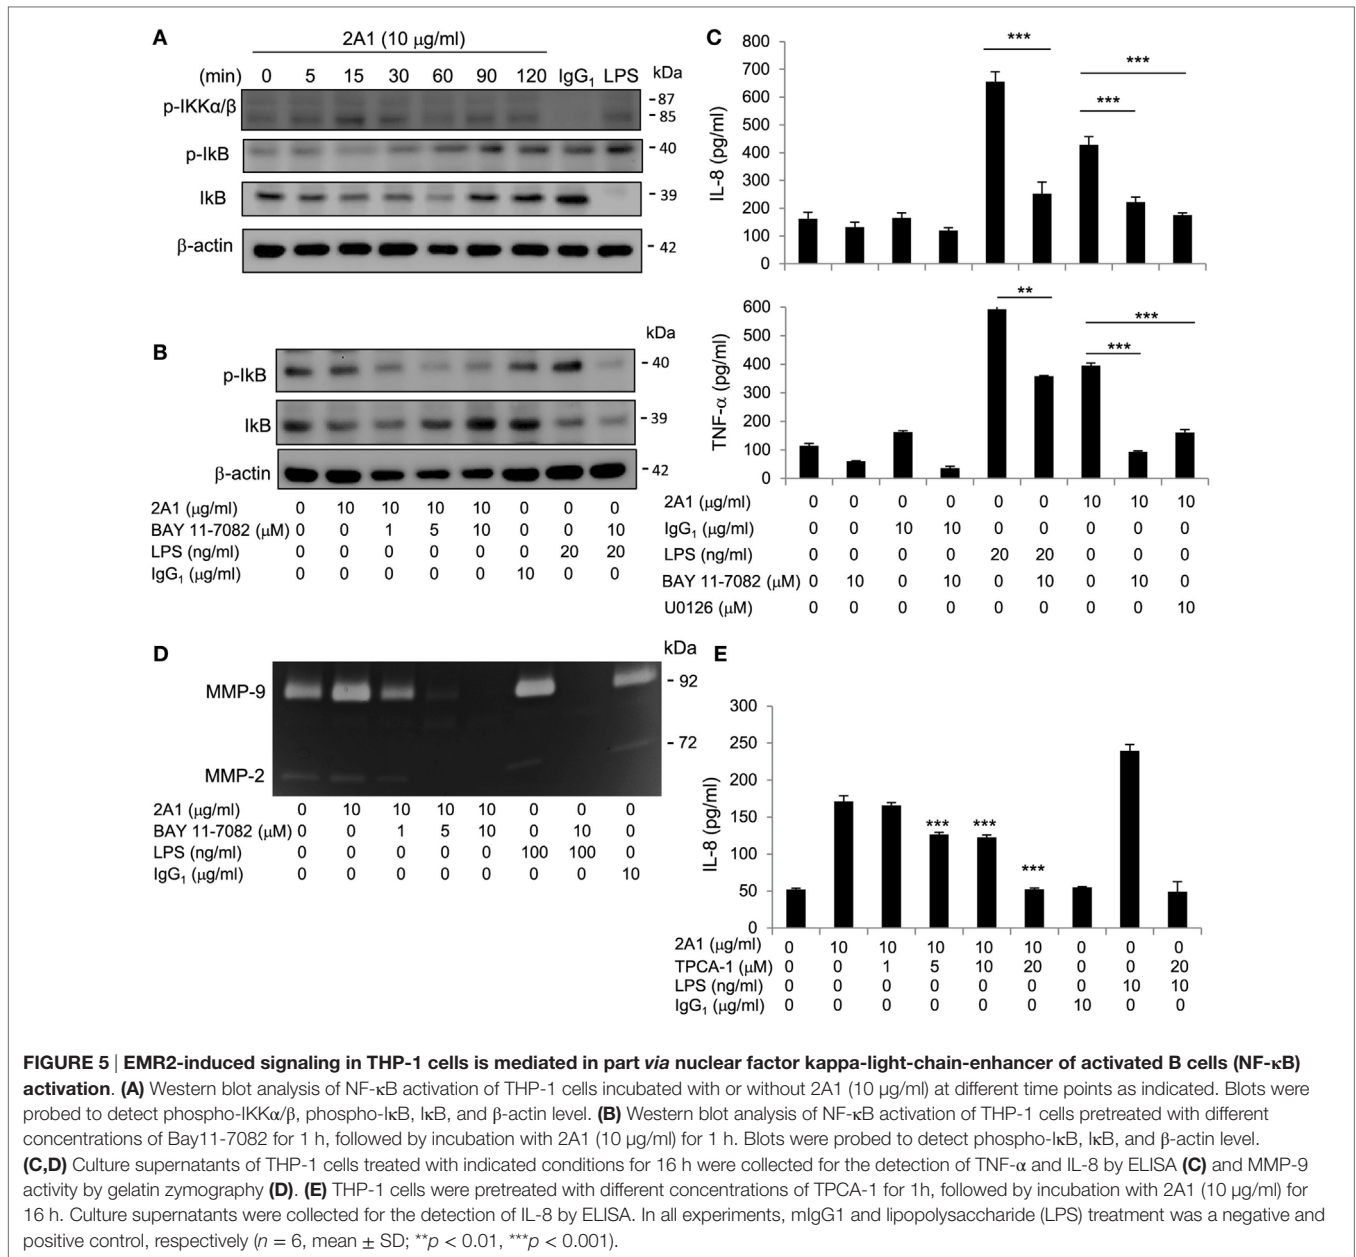 A
2A1 (10 μg/ml)
(min) 0 5 15 30 60 90 120 IgG1 LPS kDa
p-IKKα/β
87
85
p-IkB
40
IkB
39
β-actin
42
B
kDa
p-IkB
40
IkB
39
β-actin
42
2A1 (μg/ml) 0 10 10 10 10 0 0 0
BAY 11-7082 (μM) 0 0 1 5 10 0 0 10
LPS (ng/ml) 0 0 0 0 0 0 20 20
IgG1 (μg/ml) 0 0 0 0 0 10 0 0
C
IL-8 (pg/ml)
800
700
600
500
400
300
200
100
0
***
***
***
TNF-α (pg/ml)
600
500
400
300
200
100
0
**
***
***
2A1 (μg/ml) 0 0 0 0 0 0 10 10 10
IgG1 (μg/ml) 0 0 10 10 0 0 0 0 0
LPS (ng/ml) 0 0 0 0 20 20 0 0 0
BAY 11-7082 (μM) 0 10 0 10 0 10 0 10 0
U0126 (μM) 0 0 0 0 0 0 0 0 10
D
kDa
MMP-9
92
72
MMP-2
2A1 (μg/ml) 0 10 10 10 10 0 0 0
BAY 11-7082 (μM) 0 0 1 5 10 0 10 0
LPS (ng/ml) 0 0 0 0 0 100 100 0
IgG1 (μg/ml) 0 0 0 0 0 0 0 10
E
IL-8 (pg/ml)
300
250
200
150
100
50
0
***
***
***
2A1 (μg/ml) 0 10 10 10 10 10 0 0 0
TPCA-1 (μM) 0 0 1 5 10 20 0 0 20
LPS (ng/ml) 0 0 0 0 0 0 0 10 10
IgG1 (μg/ml) 0 0 0 0 0 0 10 0 0
FIGURE 5 | EMR2-induced signaling in THP-1 cells is mediated in part via nuclear factor kappa-light-chain-enhancer of activated B cells (NF-κB)
activation. (A) Western blot analysis of NF-κB activation of THP-1 cells incubated with or without 2A1 (10 μg/ml) at different time points as indicated. Blots were
probed to detect phospho-IKKα/β, phospho-IκB, IκB, and β-actin level. (B) Western blot analysis of NF-κB activation of THP-1 cells pretreated with different
concentrations of Bay11-7082 for 1 h, followed by incubation with 2A1 (10 μg/ml) for 1 h. Blots were probed to detect phospho-IκB, IκB, and β-actin level.
(C,D) Culture supernatants of THP-1 cells treated with indicated conditions for 16 h were collected for the detection of TNF-α and IL-8 by ELISA (C) and MMP-9
activity by gelatin zymography (D). (E) THP-1 cells were pretreated with different concentrations of TPCA-1 for 1h, followed by incubation with 2A1 (10 μg/ml) for
16 h. Culture supernatants were collected for the detection of IL-8 by ELISA. In all experiments, mIgG1 and lipopolysaccharide (LPS) treatment was a negative and
positive control, respectively (n = 6, mean ± SD; **p < 0.01, ***p < 0.001).